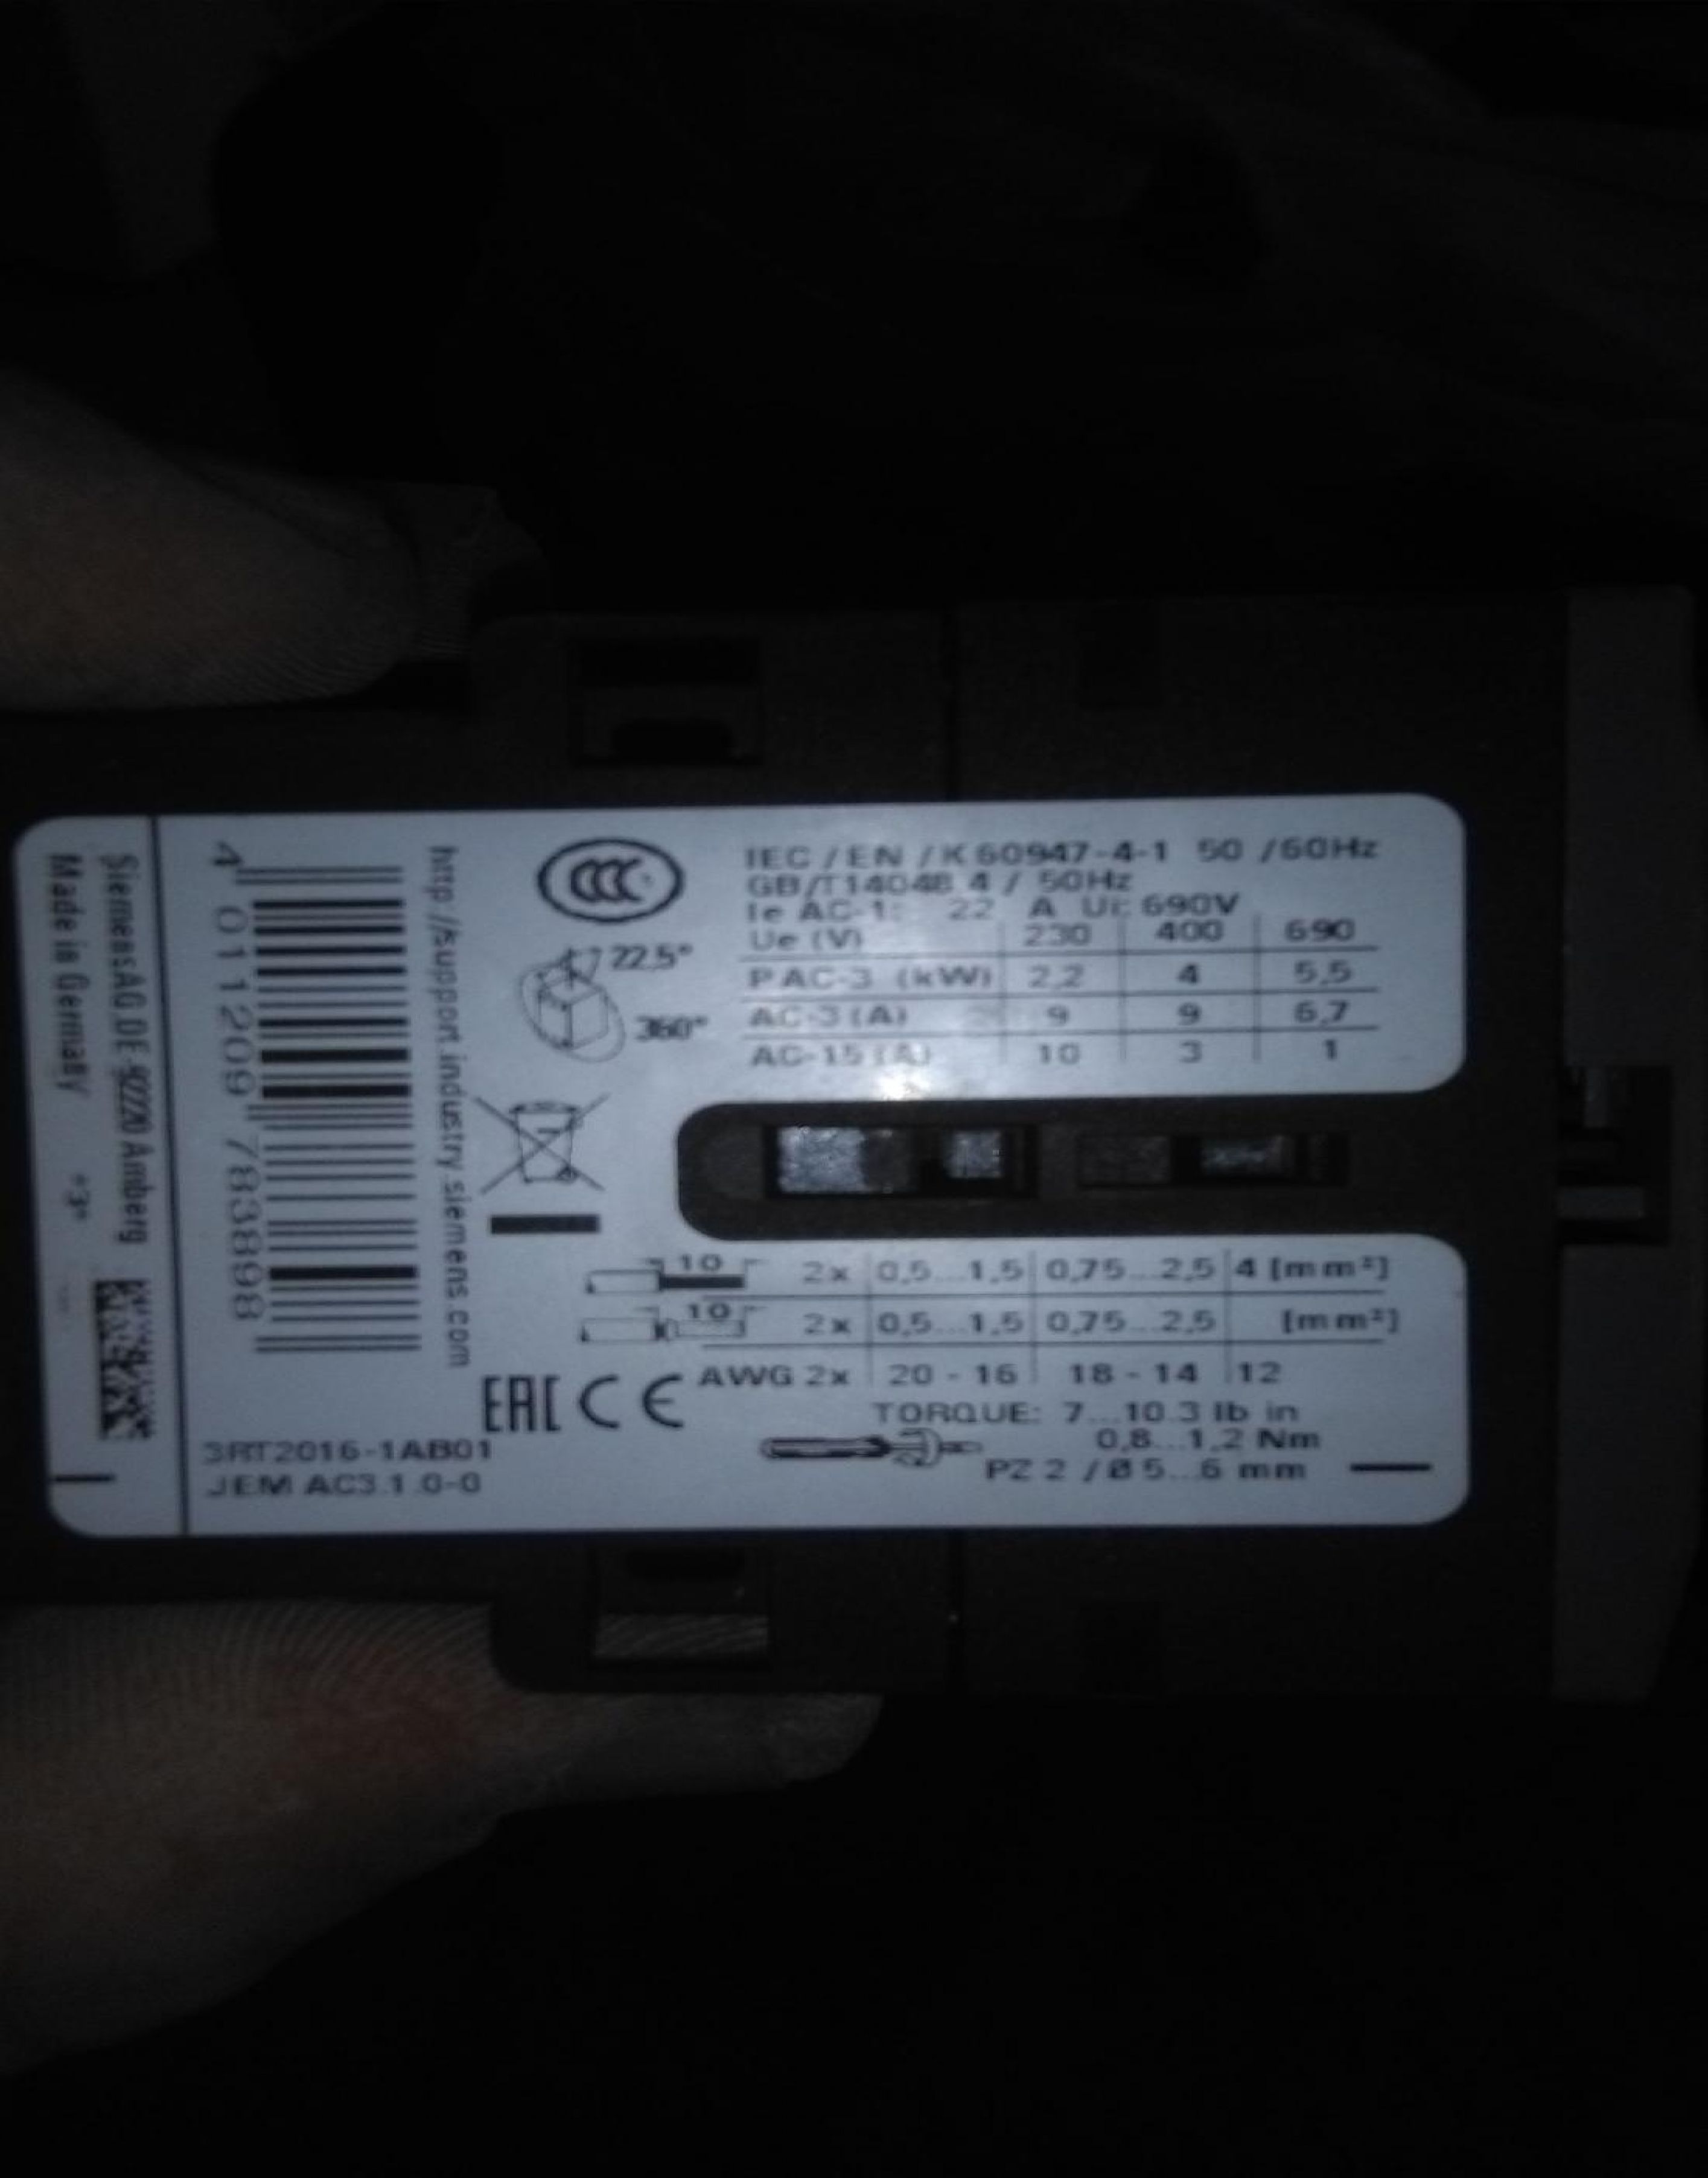 IEC / EN / K 60947-4-1 50 /60Hz
GB/T14048.4 / 50Hz
Ie AC-1: 22 A Ui: 690V
Ue (V) 230 400 690
P AC-3 (kW) 2,2 4 5,5
AC-3 (A) 9 9 6,7
AC-15 (A) 10 3 1
22,5°
360°
10 2x 0,5...1,5 0,75...2,5 4 [mm²]
10 2x 0,5...1,5 0,75...2,5 [mm²]
AWG 2x 20 - 16 18 - 14 12
TORQUE: 7...10.3 lb in
0,8...1,2 Nm
PZ 2 / Ø 5...6 mm
CCC
EAC CE
3RT2016-1AB01
JEM AC3.1.0-0
http://support.industry.siemens.com
4 011209 783898
Siemens AG, DE-92220 Amberg
Made in Germany *3*